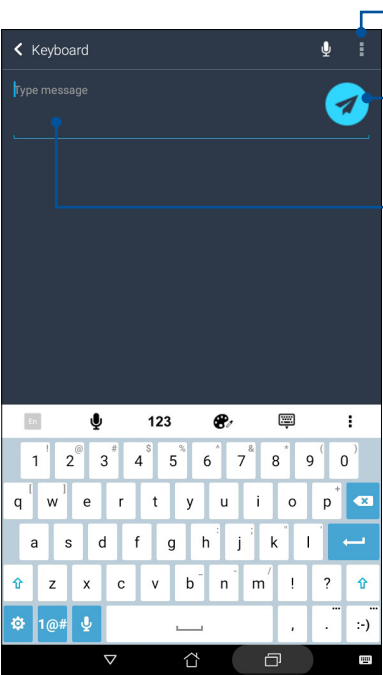 Keyboard
Type message
En 123
! @ # $ % ^ & * ( )
1 2 3 4 5 6 7 8 9 0
[ ] +
q w e r t y u i o p
: ; " '
a s d f g h j k l
_ - /
z x c v b n m ! ?
1@# , . :-)